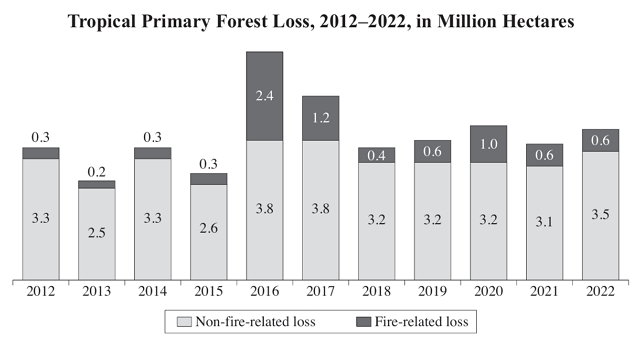 Tropical Primary Forest Loss, 2012–2022, in Million Hectares
0.3 0.2 0.3 0.3 2.4 1.2 0.4 0.6 1.0 0.6 0.6
3.3 2.5 3.3 2.6 3.8 3.8 3.2 3.2 3.2 3.1 3.5
2012 2013 2014 2015 2016 2017 2018 2019 2020 2021 2022
Non-fire-related loss Fire-related loss